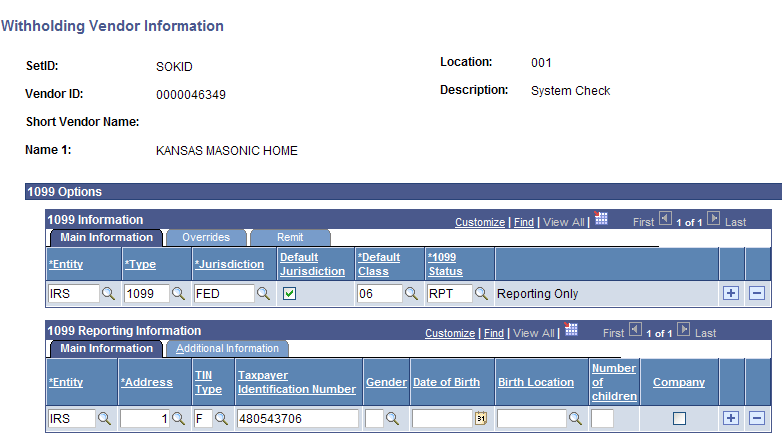 Withholding Vendor Information
SetID: SOKID Location: 001
Vendor ID: 0000046349 Description: System Check
Short Vendor Name:
Name 1: KANSAS MASONIC HOME
1099 Options
1099 Information Customize | Find | View All | First 1 of 1 Last
Main Information Overrides Remit
*Entity *Type *Jurisdiction Default Jurisdiction *Default Class *1099 Status
IRS 1099 FED 06 RPT Reporting Only
1099 Reporting Information Customize | Find | View All | First 1 of 1 Last
Main Information Additional Information
*Entity *Address TIN Type Taxpayer Identification Number Gender Date of Birth Birth Location Number of children Company
IRS 1 F 480543706 31